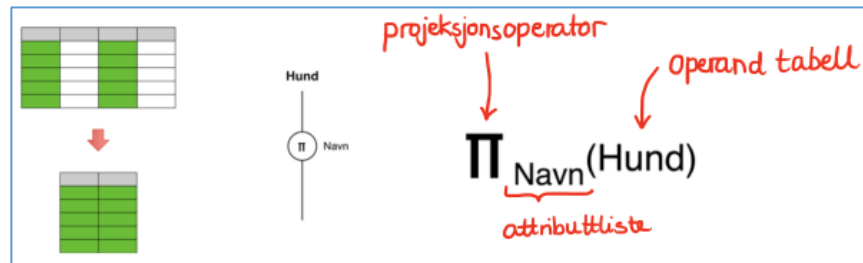 projeksjonsoperator
operand tabell
Hund
π Navn
π Navn(Hund)
attributtliste